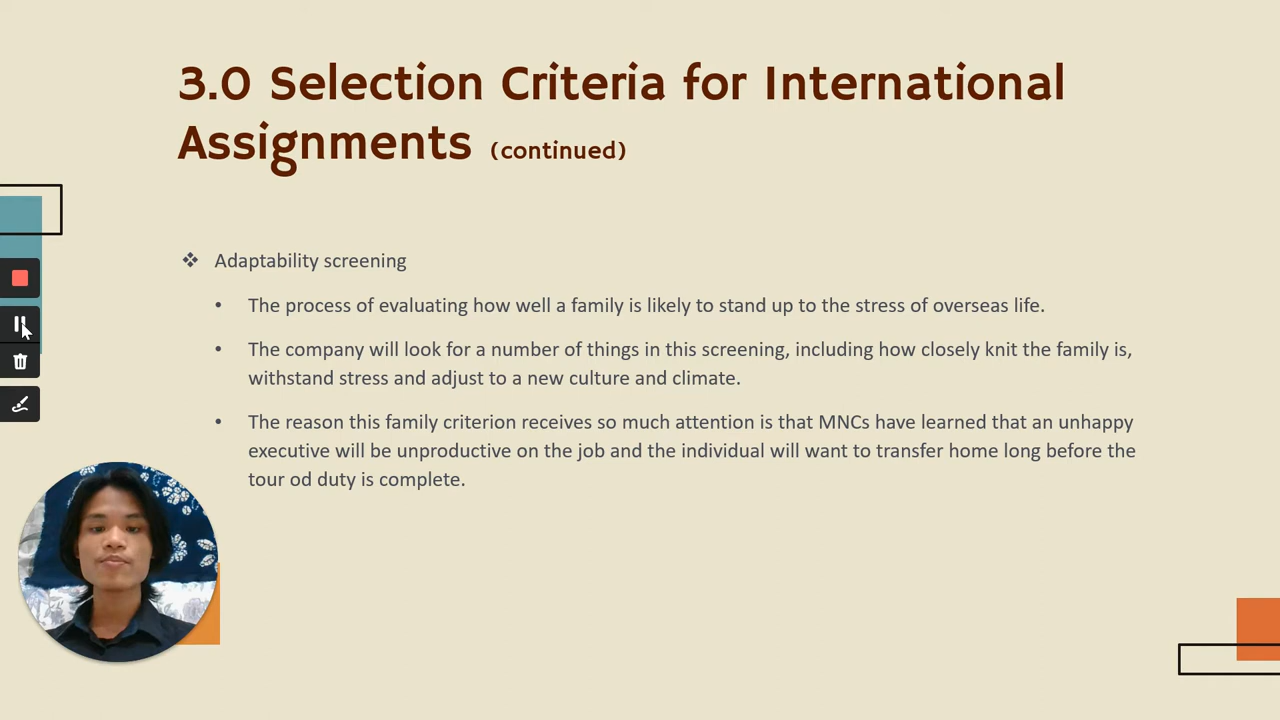 3.0 Selection Criteria for International
Assignments (continued)
❖ Adaptability screening
• The process of evaluating how well a family is likely to stand up to the stress of overseas life.
• The company will look for a number of things in this screening, including how closely knit the family is,
withstand stress and adjust to a new culture and climate.
• The reason this family criterion receives so much attention is that MNCs have learned that an unhappy
executive will be unproductive on the job and the individual will want to transfer home long before the
tour od duty is complete.